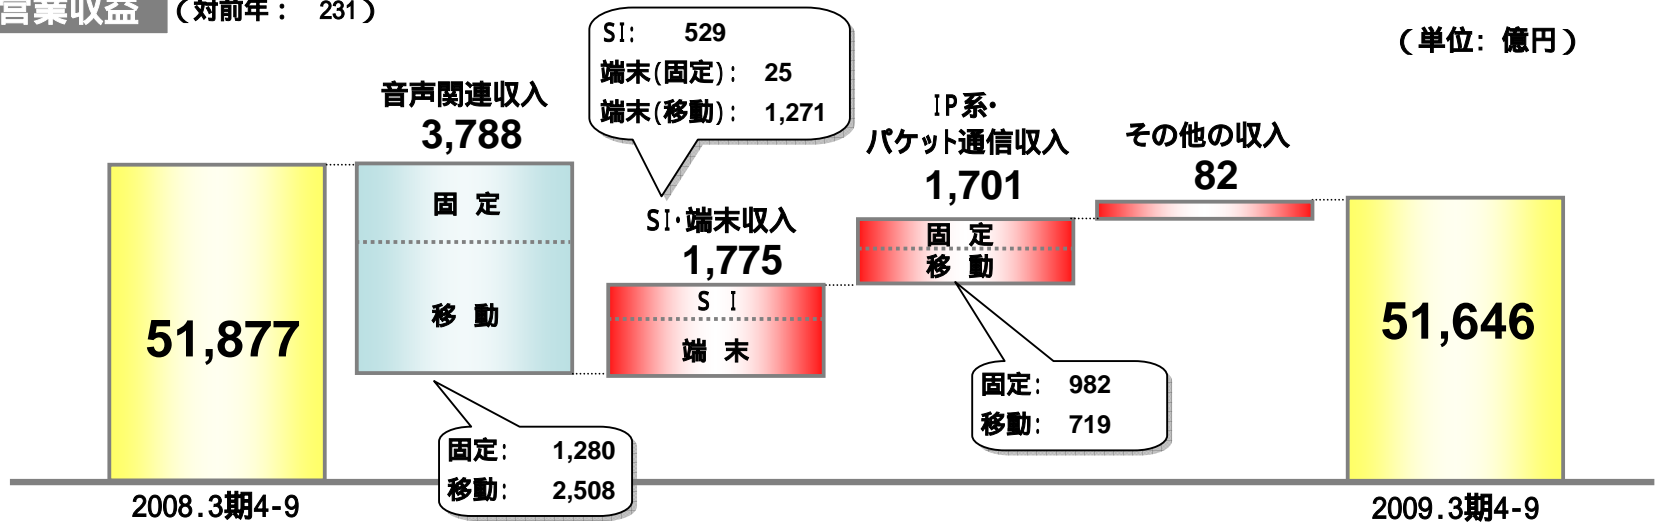 営業収益 (対前年: 231)
(単位: 億円)
SI: 529
端末(固定): 25
端末(移動): 1,271
音声関連収入
3,788
IP系・
パケット通信収入
1,701
その他の収入
82
固 定
移 動
SI・端末収入
1,775
S I
端 末
固 定
移 動
51,877
51,646
固定: 982
移動: 719
固定: 1,280
移動: 2,508
2008.3期4-9
2009.3期4-9